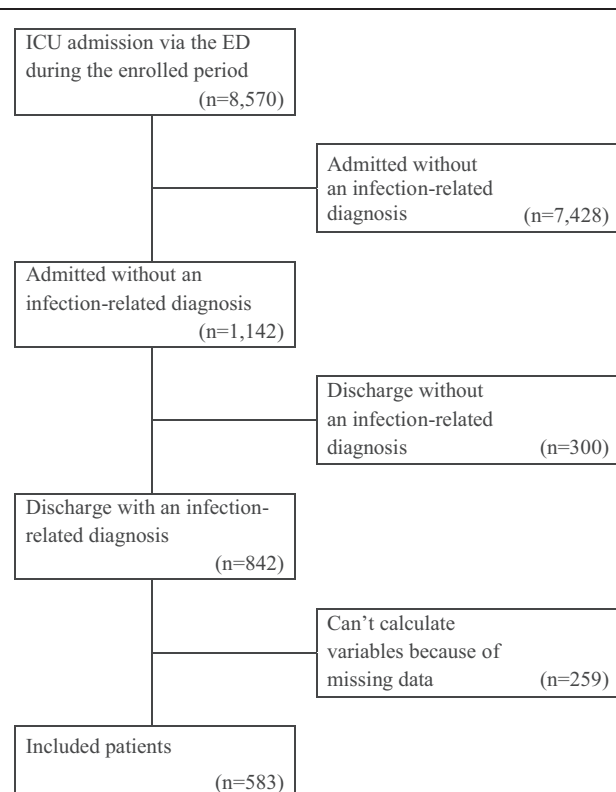 ICU admission via the ED
during the enrolled period
(n=8,570)
Admitted without
an infection-related
diagnosis (n=7,428)
Admitted without an
infection-related diagnosis
(n=1,142)
Discharge without
an infection-related
diagnosis (n=300)
Discharge with an infection-
related diagnosis
(n=842)
Can’t calculate
variables because of
missing data (n=259)
Included patients
(n=583)